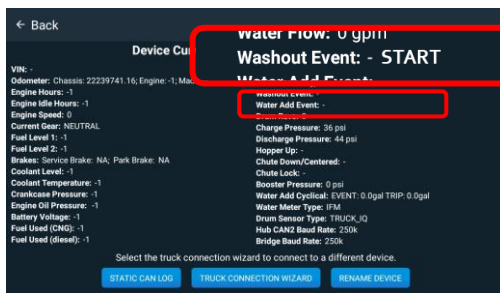 ← Back
Device Cur
VIN: -
Odometer: Chassis: 22239741.16; Engine: -1; Mac
Engine Hours: -1
Engine Idle Hours: -1
Engine Speed: 0
Current Gear: NEUTRAL
Fuel Level 1: -1
Fuel Level 2: -1
Brakes: Service Brake: NA; Park Brake: NA
Coolant Level: -1
Coolant Temperature: -1
Crankcase Pressure: -1
Engine Oil Pressure: -1
Battery Voltage: -1
Fuel Used (CNG): -1
Fuel Used (diesel): -1
Water Flow: 0 gpm
Washout Event: - START
Water Add Event:
Washout Event: -
Water Add Event: -
Charge Pressure: 36 psi
Discharge Pressure: 44 psi
Hopper Up: -
Chute Down/Centered: -
Chute Lock: -
Booster Pressure: 0 psi
Water Add Cyclical: EVENT: 0.0gal TRIP: 0.0gal
Water Meter Type: IFM
Drum Sensor Type: TRUCK_IQ
Hub CAN2 Baud Rate: 250k
Bridge Baud Rate: 250k
Select the truck connection wizard to connect to a different device.
STATIC CAN LOG
TRUCK CONNECTION WIZARD
RENAME DEVICE